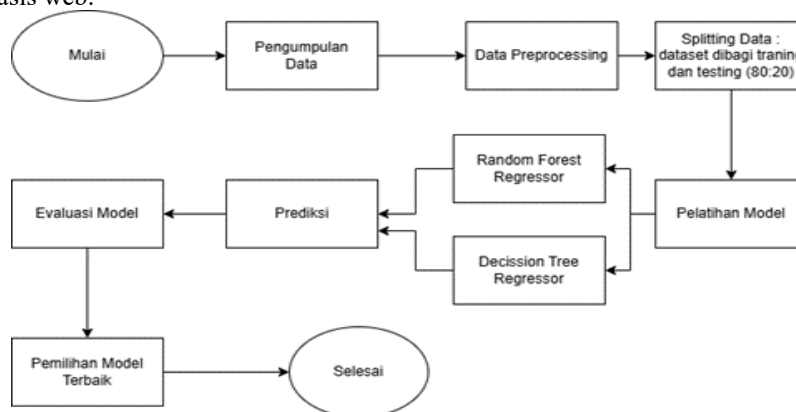 asis web.
Mulai
Pengumpulan
Data
Data Preprocessing
Splitting Data :
dataset dibagi traning
dan testing (80:20)
Random Forest
Regressor
Evaluasi Model
Prediksi
Pelatihan Model
Decission Tree
Regressor
Pemilihan Model
Terbaik
Selesai